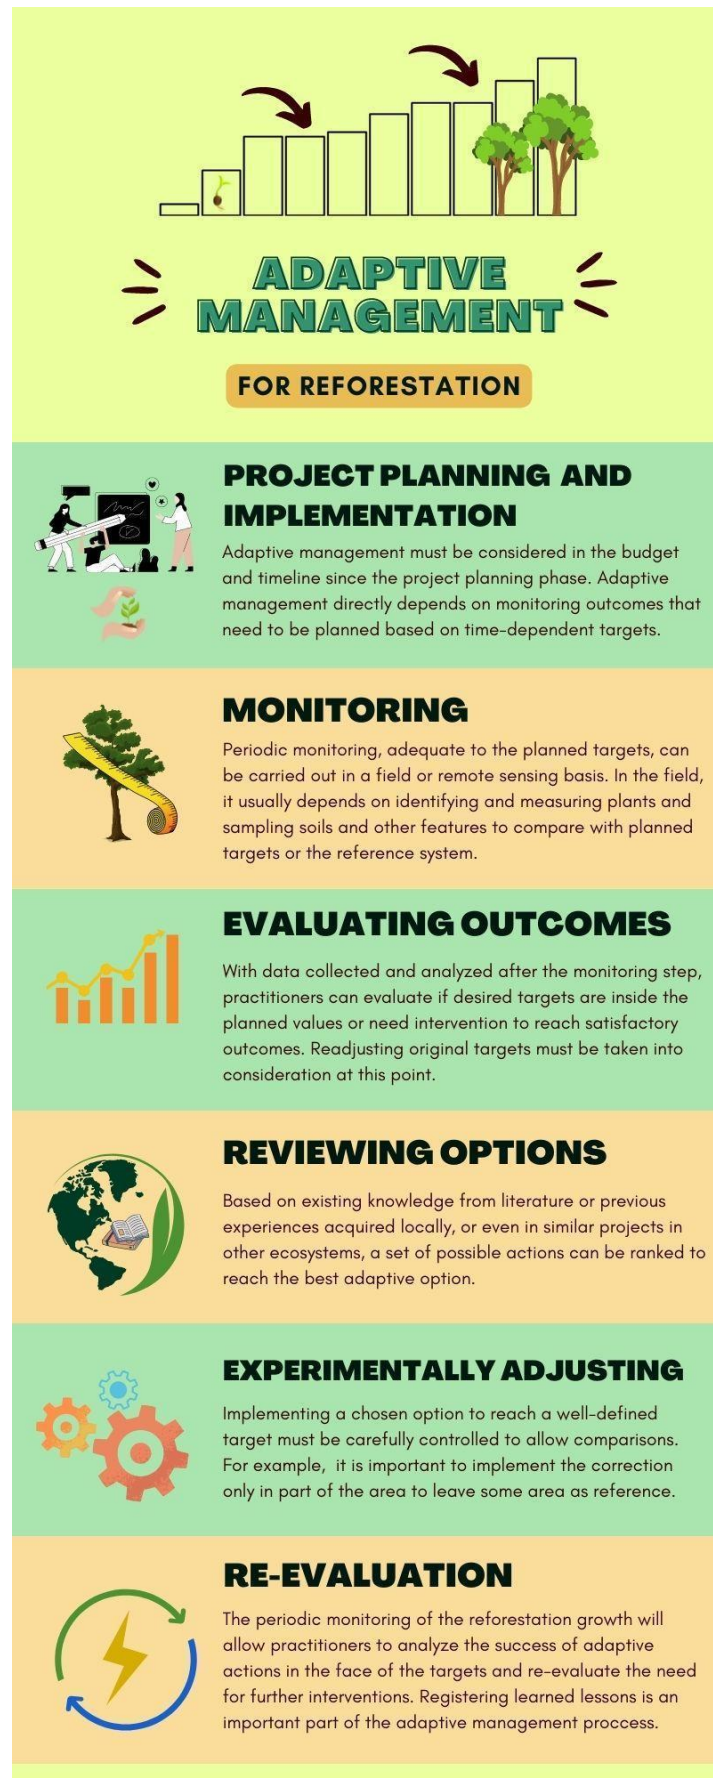 ADAPTIVE
MANAGEMENT
FOR REFORESTATION
PROJECT PLANNING AND
IMPLEMENTATION
Adaptive management must be considered in the budget
and timeline since the project planning phase. Adaptive
management directly depends on monitoring outcomes that
need to be planned based on time-dependent targets.
MONITORING
Periodic monitoring, adequate to the planned targets, can
be carried out in a field or remote sensing basis. In the field,
it usually depends on identifying and measuring plants and
sampling soils and other features to compare with planned
targets or the reference system.
EVALUATING OUTCOMES
With data collected and analyzed after the monitoring step,
practitioners can evaluate if desired targets are inside the
planned values or need intervention to reach satisfactory
outcomes. Readjusting original targets must be taken into
consideration at this point.
REVIEWING OPTIONS
Based on existing knowledge from literature or previous
experiences acquired locally, or even in similar projects in
other ecosystems, a set of possible actions can be ranked to
reach the best adaptive option.
EXPERIMENTALLY ADJUSTING
Implementing a chosen option to reach a well-defined
target must be carefully controlled to allow comparisons.
For example, it is important to implement the correction
only in part of the area to leave some area as reference.
RE-EVALUATION
The periodic monitoring of the reforestation growth will
allow practitioners to analyze the success of adaptive
actions in the face of the targets and re-evaluate the need
for further interventions. Registering learned lessons is an
important part of the adaptive management proccess.